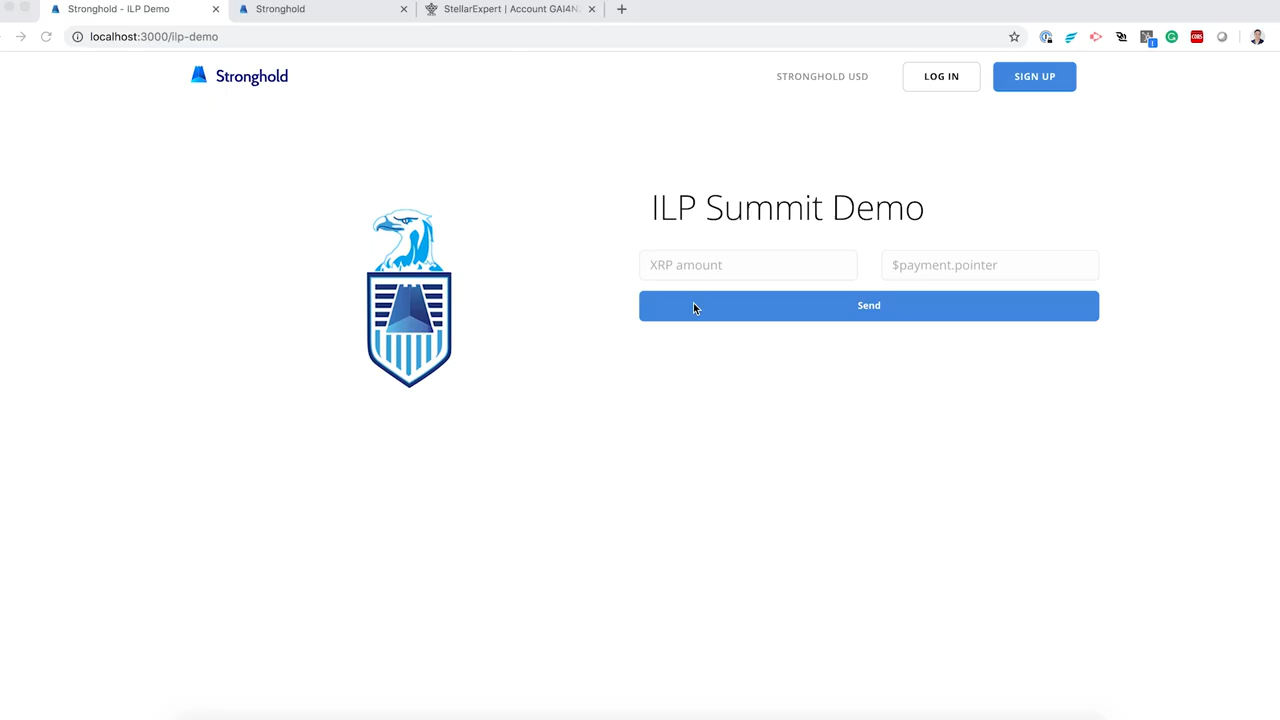 Stronghold - ILP Demo
Stronghold
StellarExpert | Account GAI4N
localhost:3000/ilp-demo
Stronghold
STRONGHOLD USD
LOG IN
SIGN UP
ILP Summit Demo
XRP amount
$payment.pointer
Send